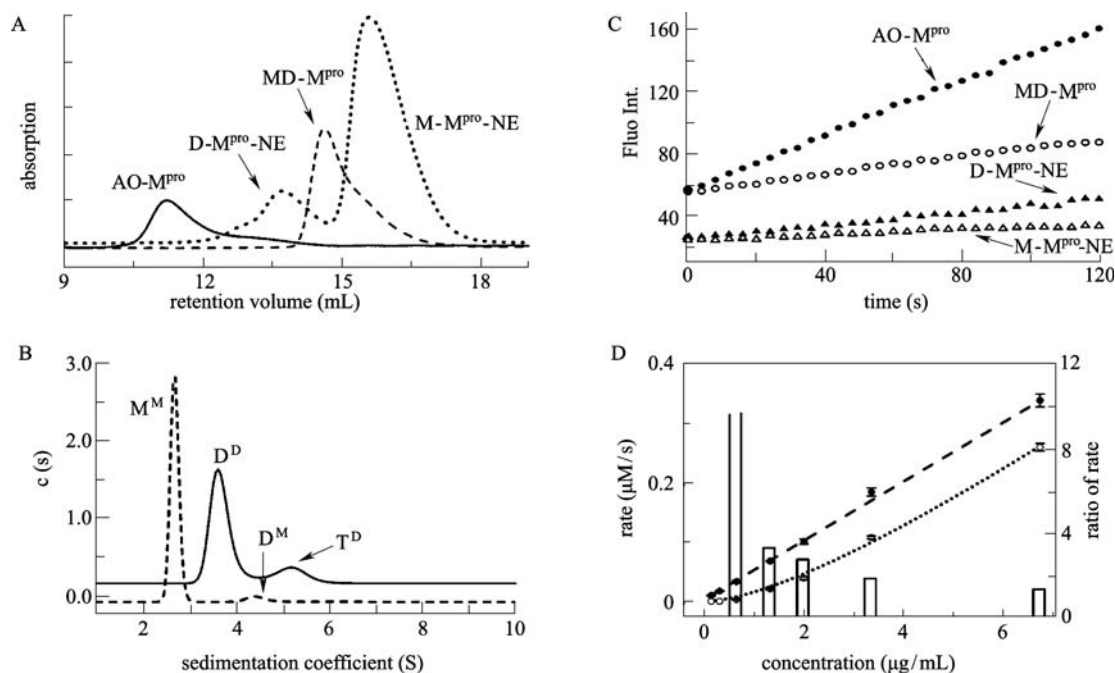 A
absorption
AO-Mᵖʳᵒ
D-Mᵖʳᵒ-NE
MD-Mᵖʳᵒ
M-Mᵖʳᵒ-NE
9 12 15 18
retention volume (mL)
B
3.0
2.0
1.0
0.0
c (s)
Mᴹ
Dᴰ
Dᴹ
Tᴰ
2 4 6 8 10
sedimentation coefficient (S)
C
160
120
80
40
Fluo Int.
AO-Mᵖʳᵒ
MD-Mᵖʳᵒ
D-Mᵖʳᵒ-NE
M-Mᵖʳᵒ-NE
0 40 80 120
time (s)
D
0.4
0.2
0
rate (μM/s)
12
8
4
0
ratio of rate
0 2 4 6
concentration (μg/mL)